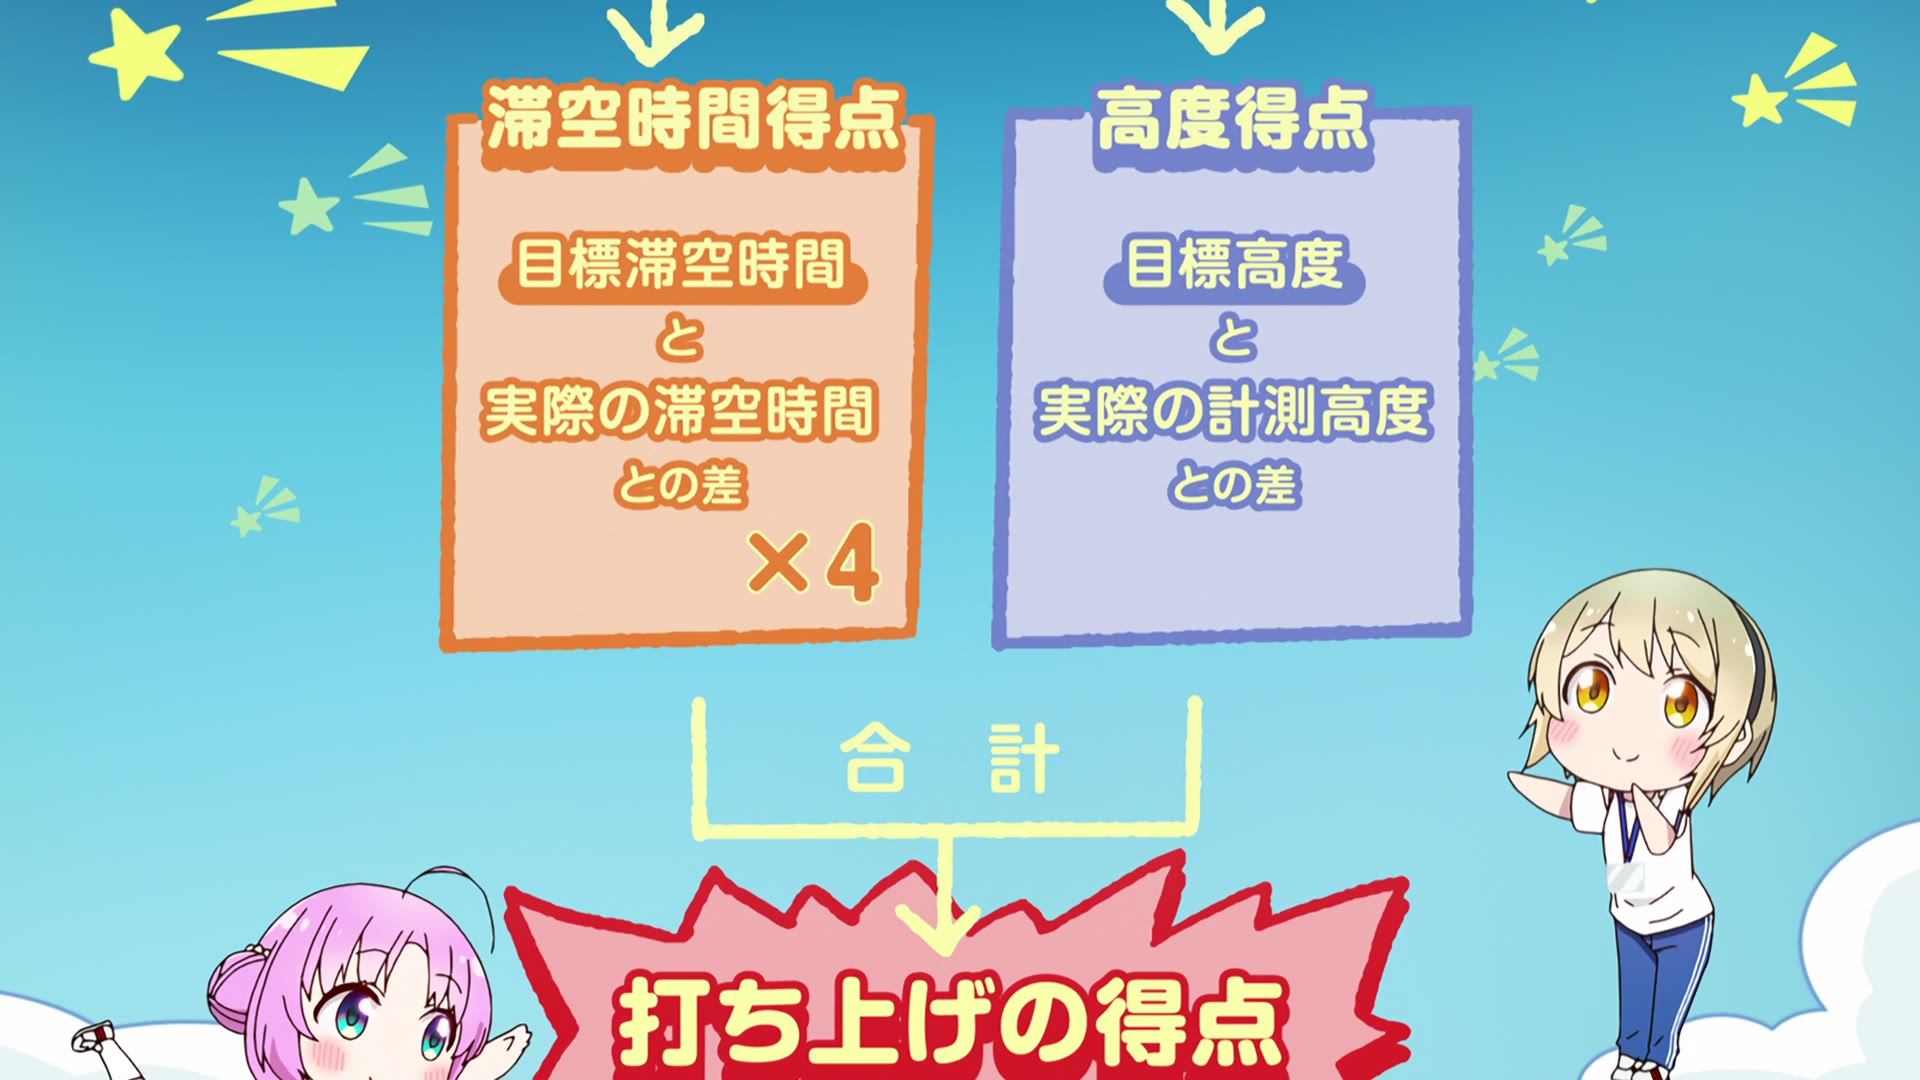 滞空時間得点
目標滞空時間
と
実際の滞空時間
との差
×4
高度得点
目標高度
と
実際の計測高度
との差
合計
打ち上げの得点